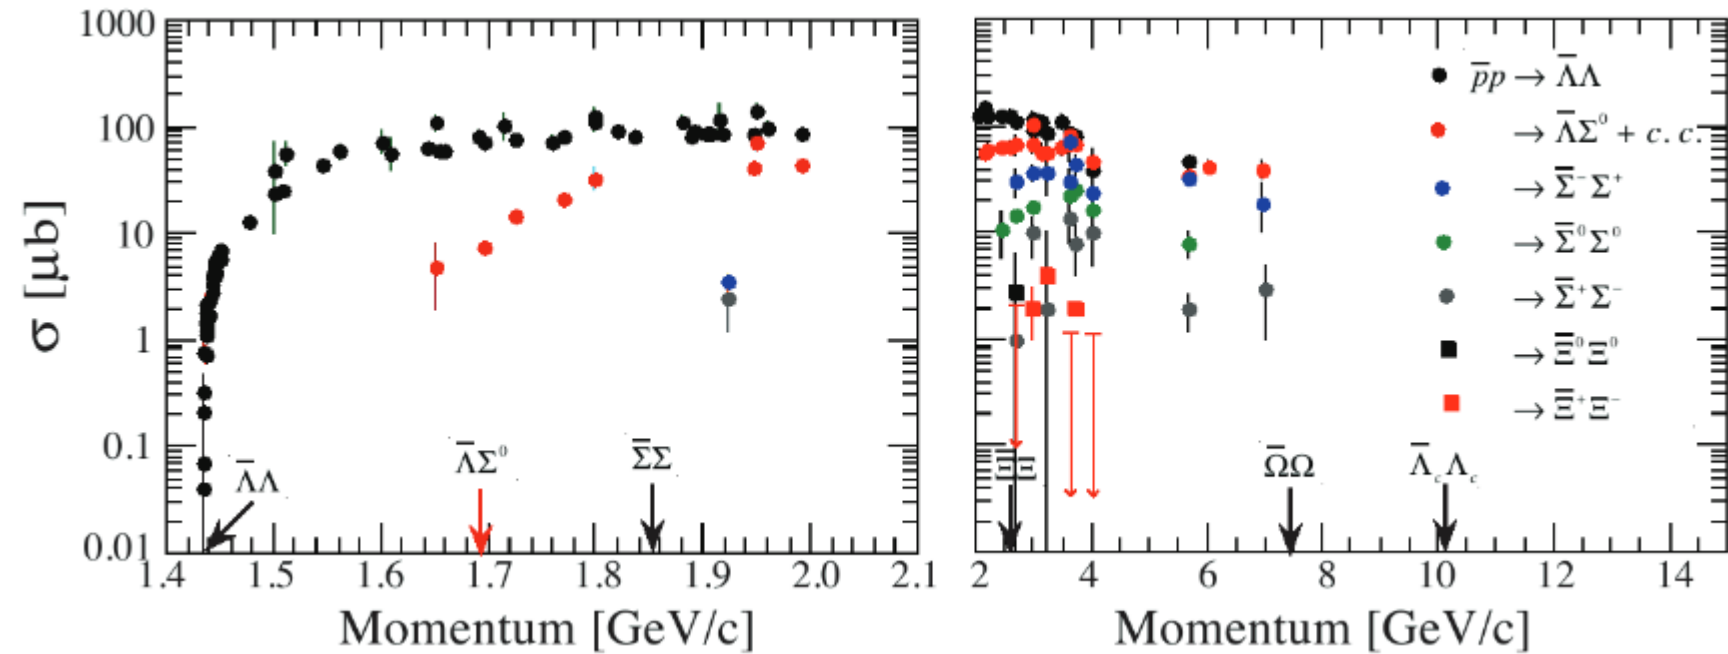 1000
100
10
1
0.1
0.01
σ [μb]
Λ̅Λ
Λ̅Σ⁰
Σ̅Σ
1.4 1.5 1.6 1.7 1.8 1.9 2.0 2.1
Momentum [GeV/c]
p̅p → Λ̅Λ
→ Λ̅Σ⁰ + c.c.
→ Σ̅⁻Σ⁺
→ Σ̅⁰Σ⁰
→ Σ̅⁺Σ⁻
→ Ξ̅⁰Ξ⁰
→ Ξ̅⁺Ξ⁻
Ξ̅Ξ
Ω̅Ω
Λ̅_cΛ_c
2 4 6 8 10 12 14
Momentum [GeV/c]